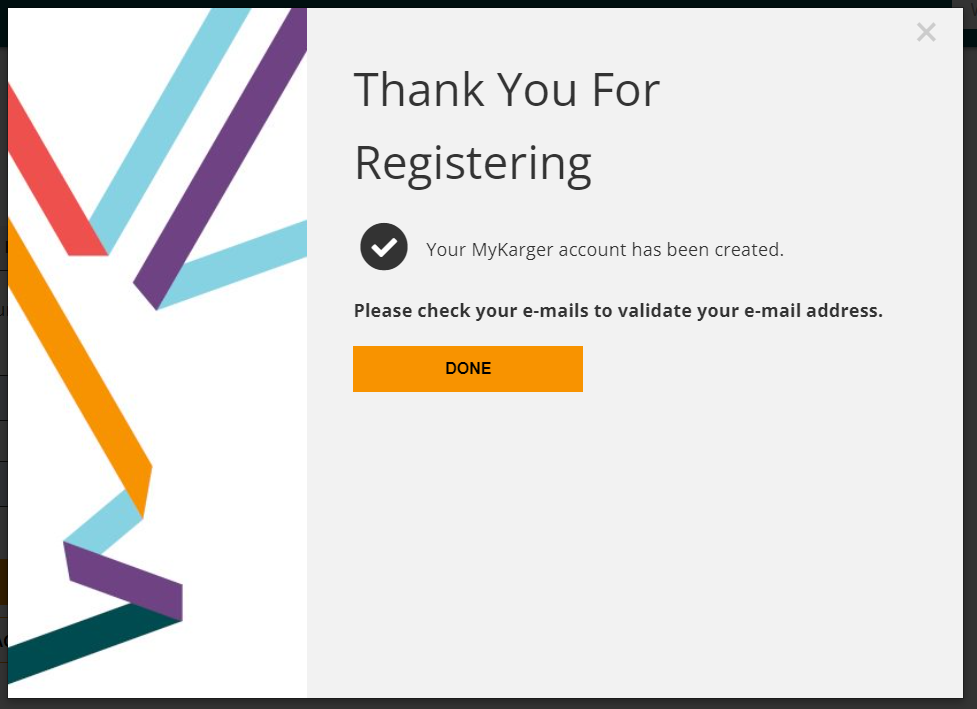 Thank You For
Registering
Your MyKarger account has been created.
Please check your e-mails to validate your e-mail address.
DONE